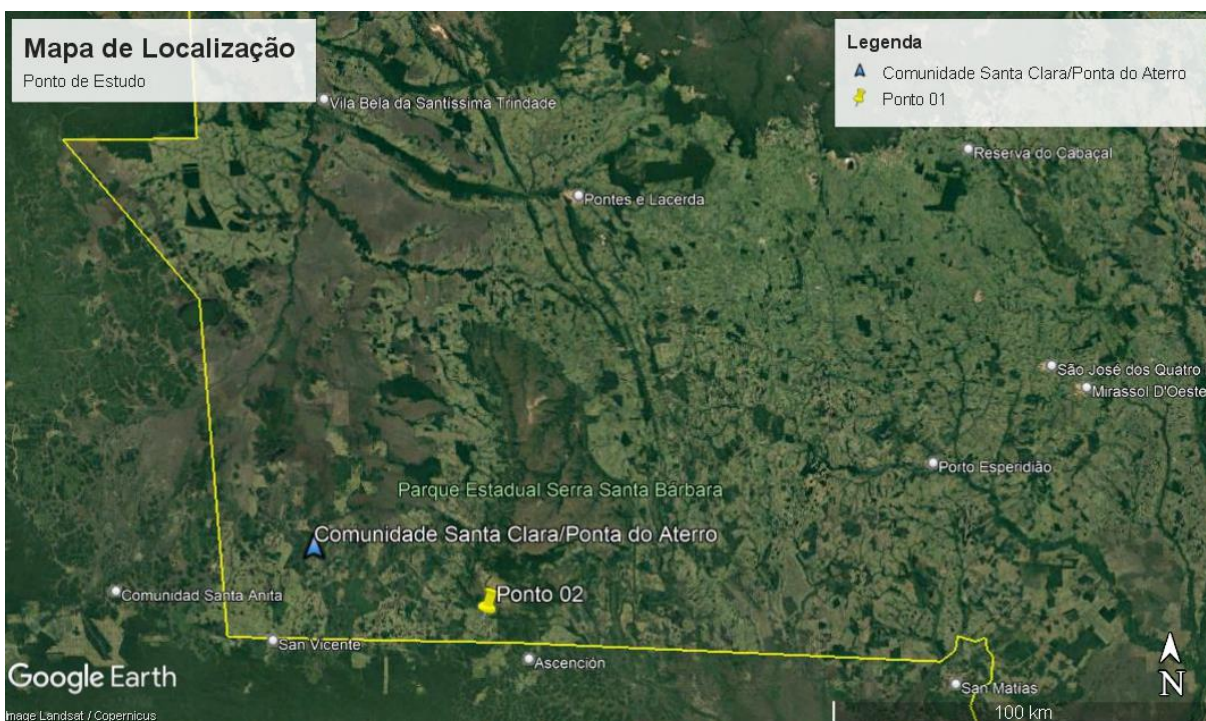 Mapa de Localização
Ponto de Estudo
Legenda
Comunidade Santa Clara/Ponta do Aterro
Ponto 01
Vila Bela da Santíssima Trindade
Reserva do Cabaçal
Pontes e Lacerda
São José dos Quatro
Mirassol D'Oeste
Porto Esperidião
Parque Estadual Serra Santa Bárbara
Comunidade Santa Clara/Ponta do Aterro
Comunidad Santa Anita
Ponto 02
San Vicente
Ascención
San Matías
Google Earth
N
100 km
Image Landsat / Copernicus